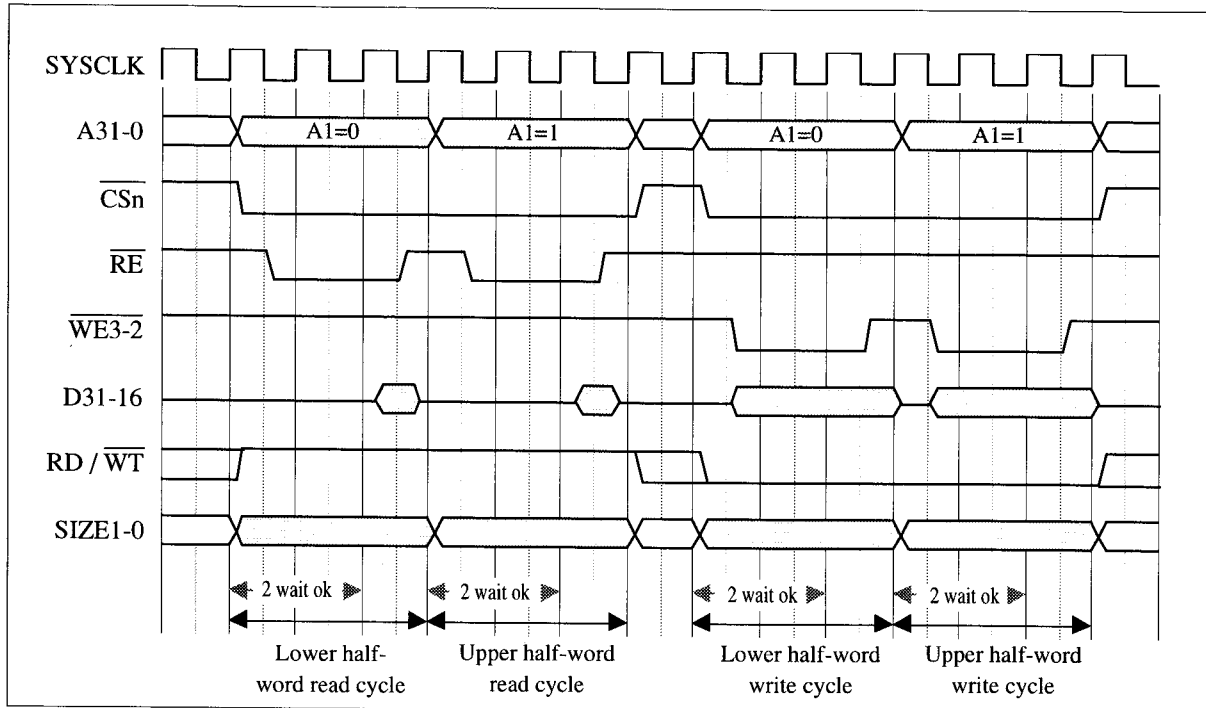 SYSCLK
A31-0 A1=0 A1=1 A1=0 A1=1
CSn
RE
WE3-2
D31-16
RD / WT
SIZE1-0
2 wait ok 2 wait ok 2 wait ok 2 wait ok
Lower half-
word read cycle
Upper half-word
read cycle
Lower half-word
write cycle
Upper half-word
write cycle